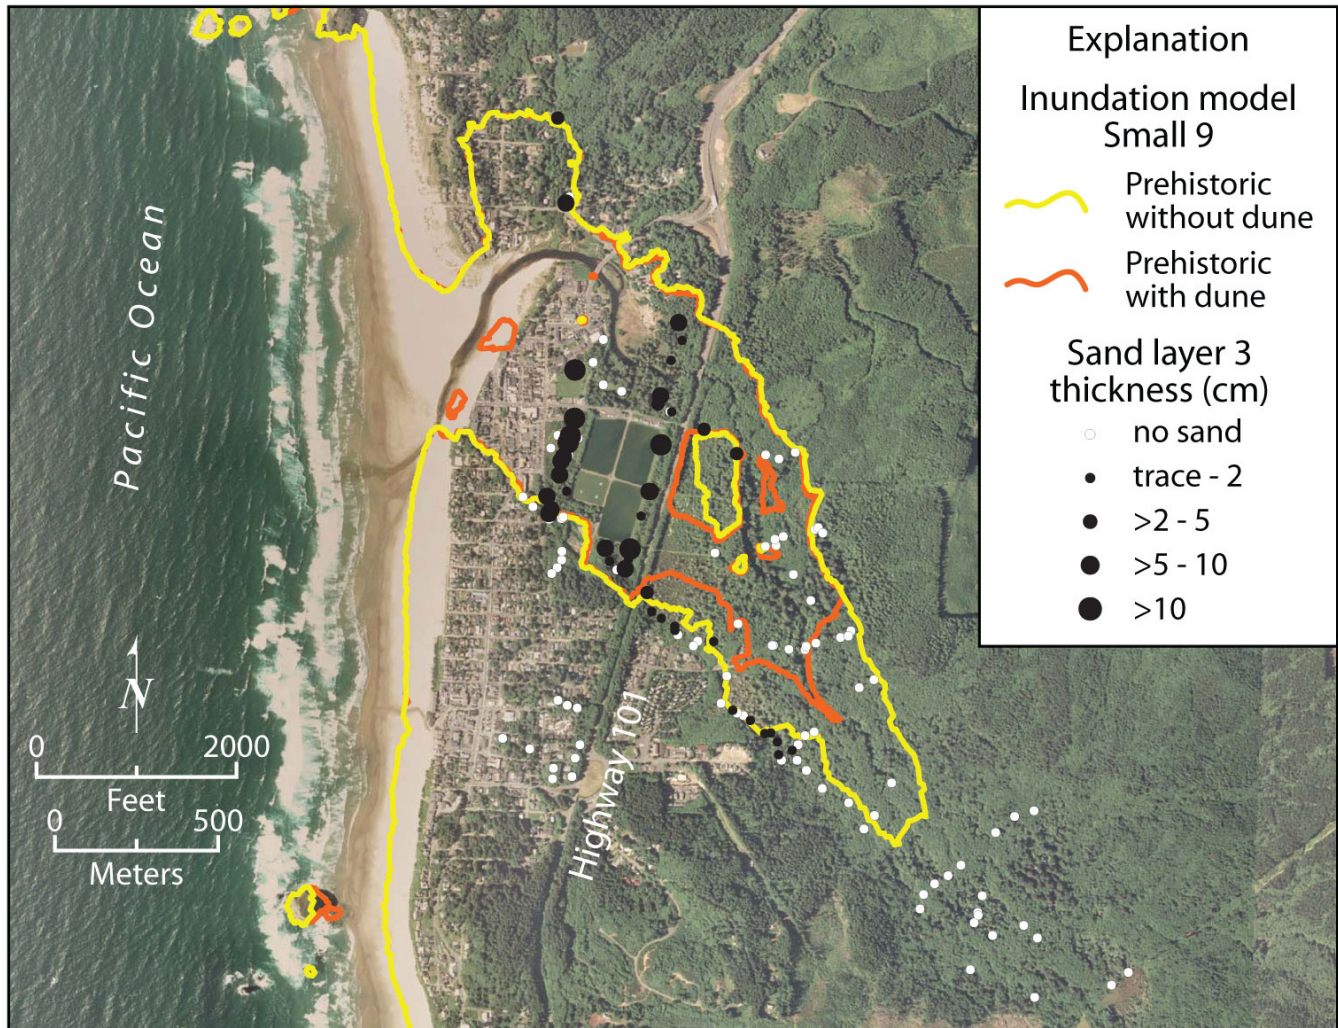 Explanation
Inundation model
Small 9
Prehistoric
without dune
Prehistoric
with dune
Sand layer 3
thickness (cm)
no sand
trace - 2
>2 - 5
>5 - 10
>10
Pacific Ocean
N
0 2000
Feet
0 500
Meters
Highway 101